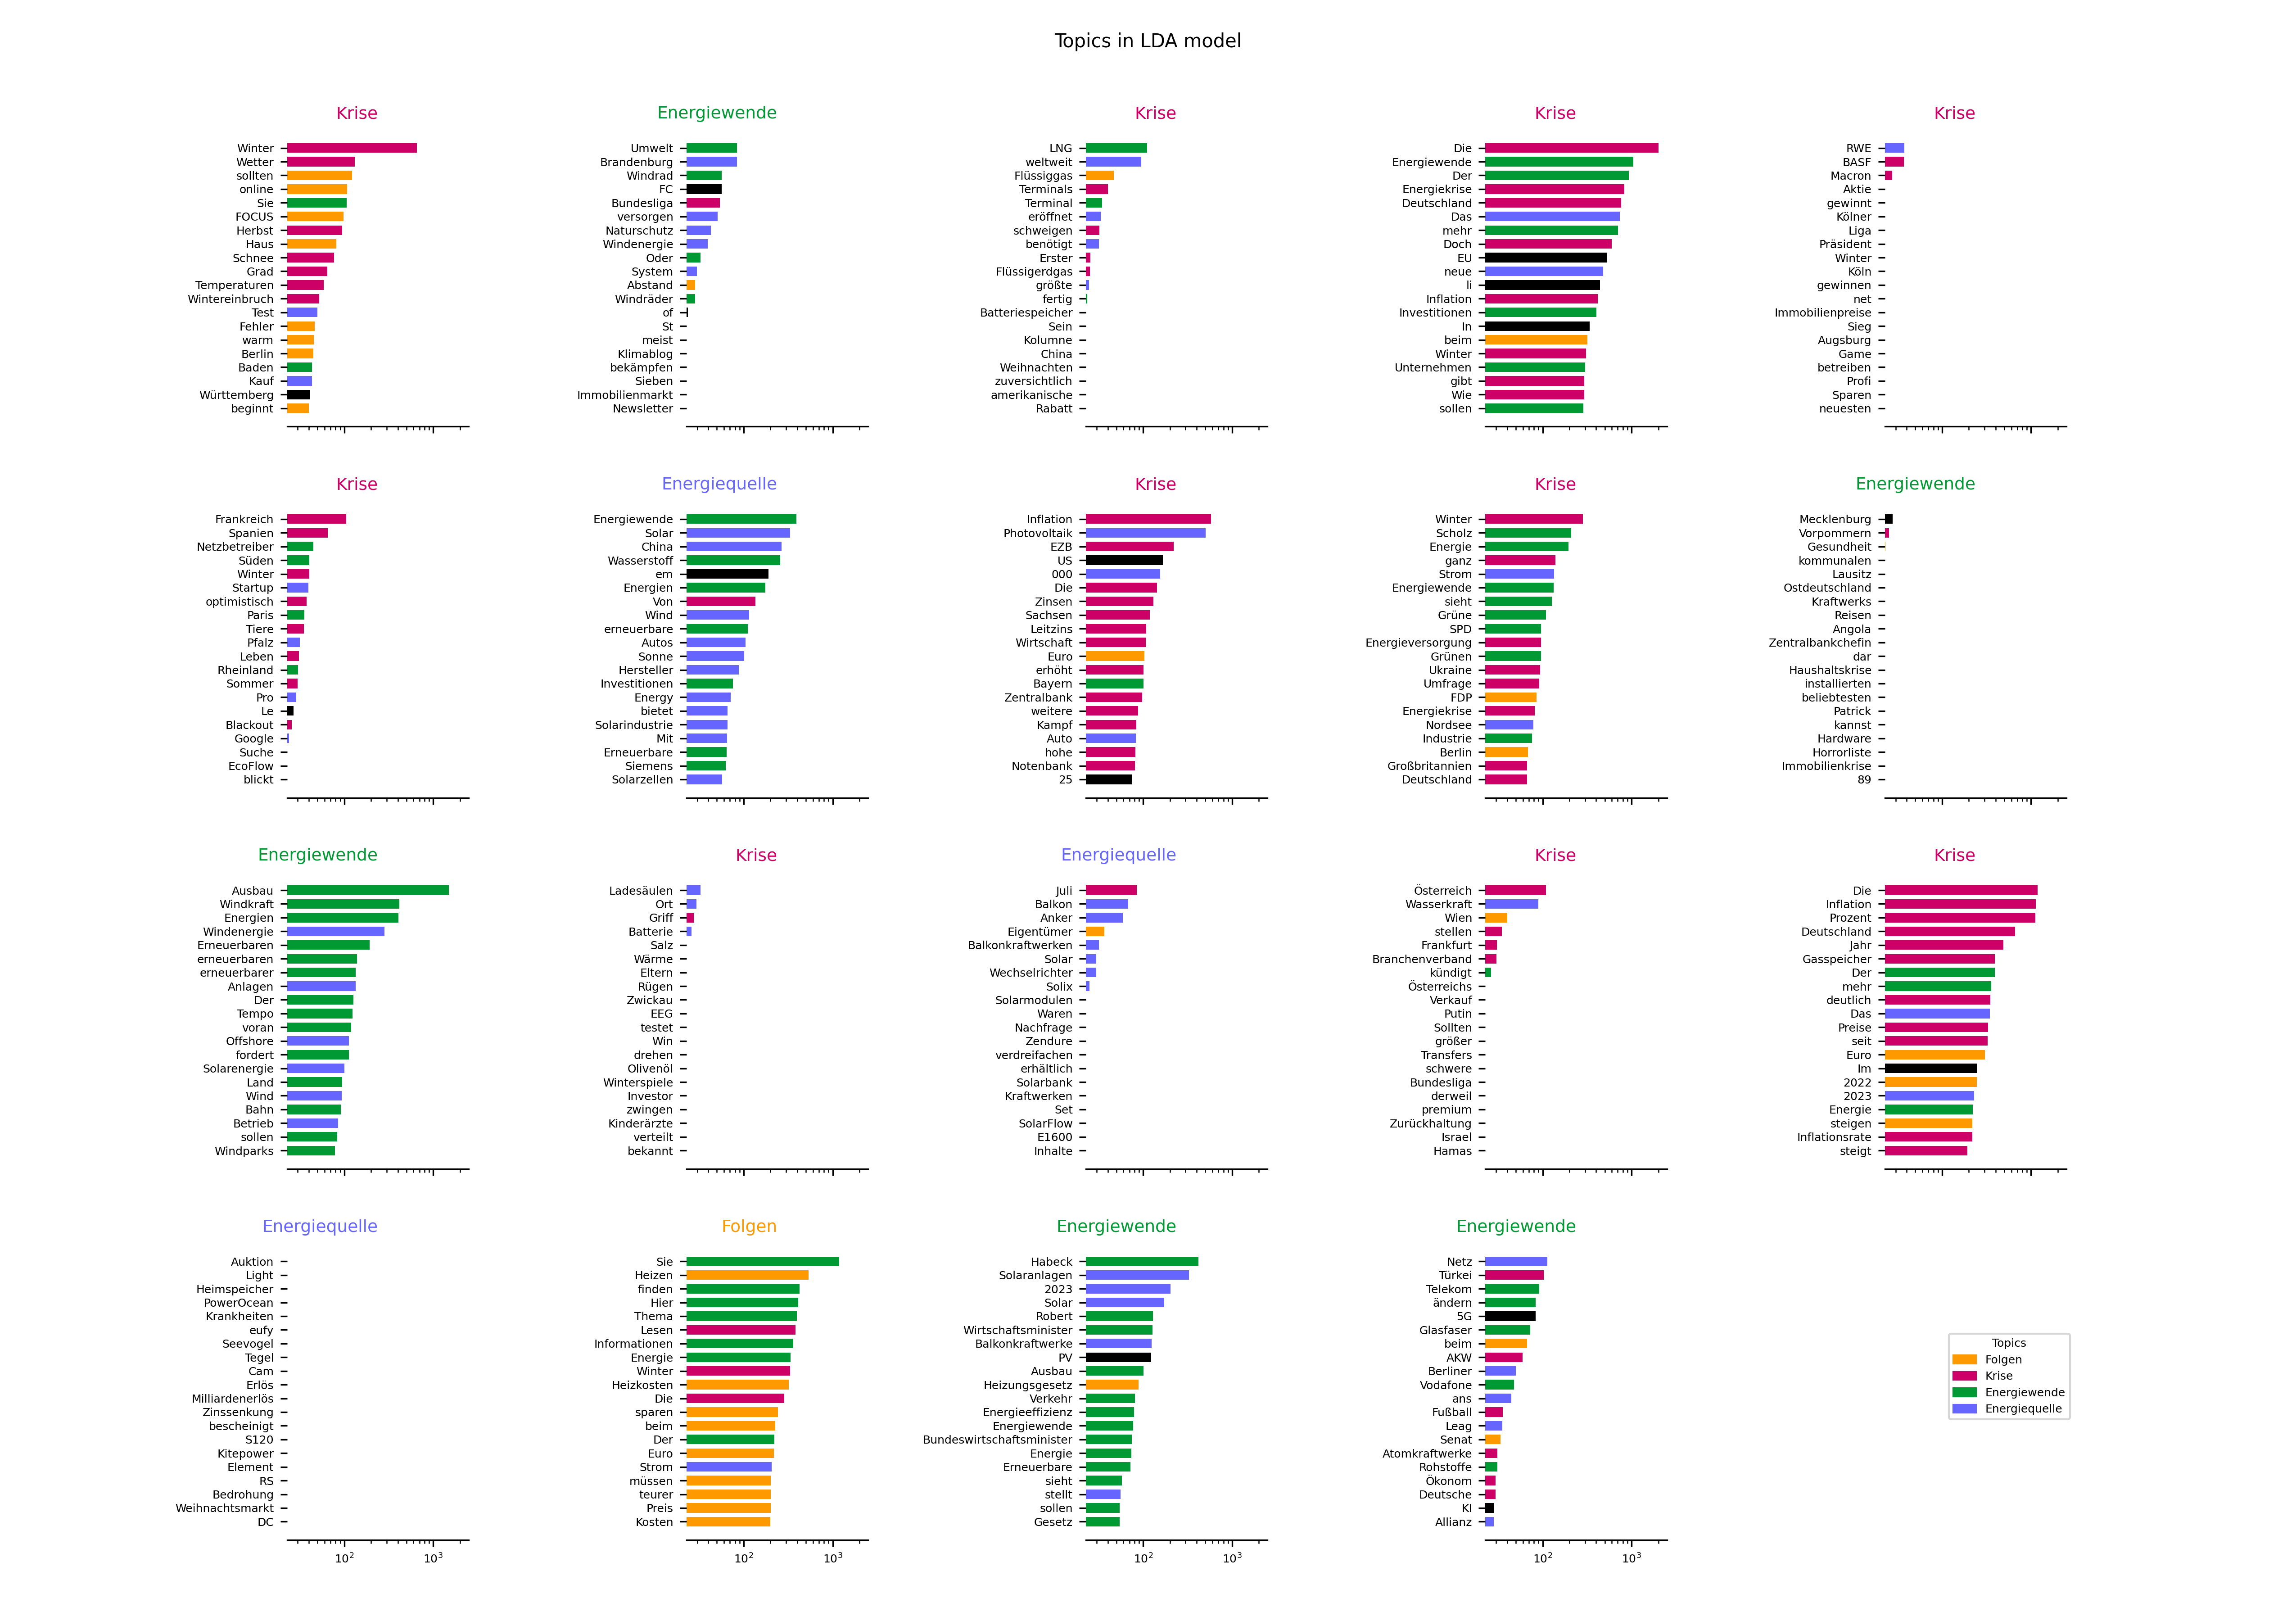 Topics in LDA model
Krise
Winter
Wetter
sollten
online
Sie
FOCUS
Herbst
Haus
Schnee
Grad
Temperaturen
Wintereinbruch
Test
Fehler
warm
Berlin
Baden
Kauf
Württemberg
beginnt
Energiewende
Umwelt
Brandenburg
Windrad
FC
Bundesliga
versorgen
Naturschutz
Windenergie
Oder
System
Abstand
Windräder
of
St
meist
Klimablog
bekämpfen
Sieben
Immobilienmarkt
Newsletter
Krise
LNG
weltweit
Flüssiggas
Terminals
Terminal
eröffnet
schweigen
benötigt
Erster
Flüssigerdgas
größte
fertig
Batteriespeicher
Sein
Kolumne
China
Weihnachten
zuversichtlich
amerikanische
Rabatt
Krise
Die
Energiewende
Der
Energiekrise
Deutschland
Das
mehr
Doch
EU
neue
li
Inflation
Investitionen
In
beim
Winter
Unternehmen
gibt
Wie
sollen
Krise
RWE
BASF
Macron
Aktie
gewinnt
Kölner
Liga
Präsident
Winter
Köln
gewinnen
net
Immobilienpreise
Sieg
Augsburg
Game
betreiben
Profi
Sparen
neuesten
Krise
Frankreich
Spanien
Netzbetreiber
Süden
Winter
Startup
optimistisch
Paris
Tiere
Pfalz
Leben
Rheinland
Sommer
Pro
Le
Blackout
Google
Suche
EcoFlow
blickt
Energiequelle
Energiewende
Solar
China
Wasserstoff
em
Energien
Von
Wind
erneuerbare
Autos
Sonne
Hersteller
Investitionen
Energy
bietet
Solarindustrie
Mit
Erneuerbare
Siemens
Solarzellen
Krise
Inflation
Photovoltaik
EZB
US
000
Die
Zinsen
Sachsen
Leitzins
Wirtschaft
Euro
erhöht
Bayern
Zentralbank
weitere
Kampf
Auto
hohe
Notenbank
25
Krise
Winter
Scholz
Energie
ganz
Strom
Energiewende
sieht
Grüne
SPD
Energieversorgung
Grünen
Ukraine
Umfrage
FDP
Energiekrise
Nordsee
Industrie
Berlin
Großbritannien
Deutschland
Energiewende
Mecklenburg
Vorpommern
Gesundheit
kommunalen
Lausitz
Ostdeutschland
Kraftwerks
Reisen
Angola
Zentralbankchefin
dar
Haushaltskrise
installierten
beliebtesten
Patrick
kannst
Hardware
Horrorliste
Immobilienkrise
89
Energiewende
Ausbau
Windkraft
Energien
Windenergie
Erneuerbaren
erneuerbaren
erneuerbarer
Anlagen
Der
Tempo
voran
Offshore
fordert
Solarenergie
Land
Wind
Bahn
Betrieb
sollen
Windparks
Krise
Ladesäulen
Ort
Griff
Batterie
Salz
Wärme
Eltern
Rügen
Zwickau
EEG
testet
Win
drehen
Olivenöl
Winterspiele
Investor
zwingen
Kinderärzte
verteilt
bekannt
Energiequelle
Juli
Balkon
Anker
Eigentümer
Balkonkraftwerken
Solar
Wechselrichter
Solix
Solarmodulen
Waren
Nachfrage
Zendure
verdreifachen
erhältlich
Solarbank
Kraftwerken
Set
SolarFlow
E1600
Inhalte
Krise
Österreich
Wasserkraft
Wien
stellen
Frankfurt
Branchenverband
kündigt
Österreichs
Verkauf
Putin
Sollten
größer
Transfers
schwere
Bundesliga
derweil
premium
Zurückhaltung
Israel
Hamas
Krise
Die
Inflation
Prozent
Deutschland
Jahr
Gasspeicher
Der
mehr
deutlich
Das
Preise
seit
Euro
Im
2022
2023
Energie
steigen
Inflationsrate
steigt
Energiequelle
Auktion
Light
Heimspeicher
PowerOcean
Krankheiten
eufy
Seevogel
Tegel
Cam
Erlös
Milliardenerlös
Zinssenkung
bescheinigt
S120
Kitepower
Element
RS
Bedrohung
Weihnachtsmarkt
DC
10²
10³
Folgen
Sie
Heizen
finden
Hier
Thema
Lesen
Informationen
Energie
Winter
Heizkosten
Die
sparen
beim
Der
Euro
Strom
müssen
teurer
Preis
Kosten
10²
10³
Energiewende
Habeck
Solaranlagen
2023
Solar
Robert
Wirtschaftsminister
Balkonkraftwerke
PV
Ausbau
Heizungsgesetz
Verkehr
Energieeffizienz
Energiewende
Bundeswirtschaftsminister
Energie
Erneuerbare
sieht
stellt
sollen
Gesetz
10²
10³
Energiewende
Netz
Türkei
Telekom
ändern
5G
Glasfaser
beim
AKW
Berliner
Vodafone
ans
Fußball
Leag
Senat
Atomkraftwerke
Rohstoffe
Ökonom
Deutsche
KI
Allianz
10²
10³
Topics
Folgen
Krise
Energiewende
Energiequelle